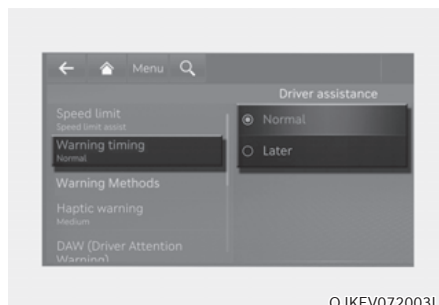 Menu
Driver assistance
Speed limit
Speed limit assist
Normal
Warning timing
Normal
Later
Warning Methods
Haptic warning
Medium
DAW (Driver Attention
Warning)
OJKEV072003L